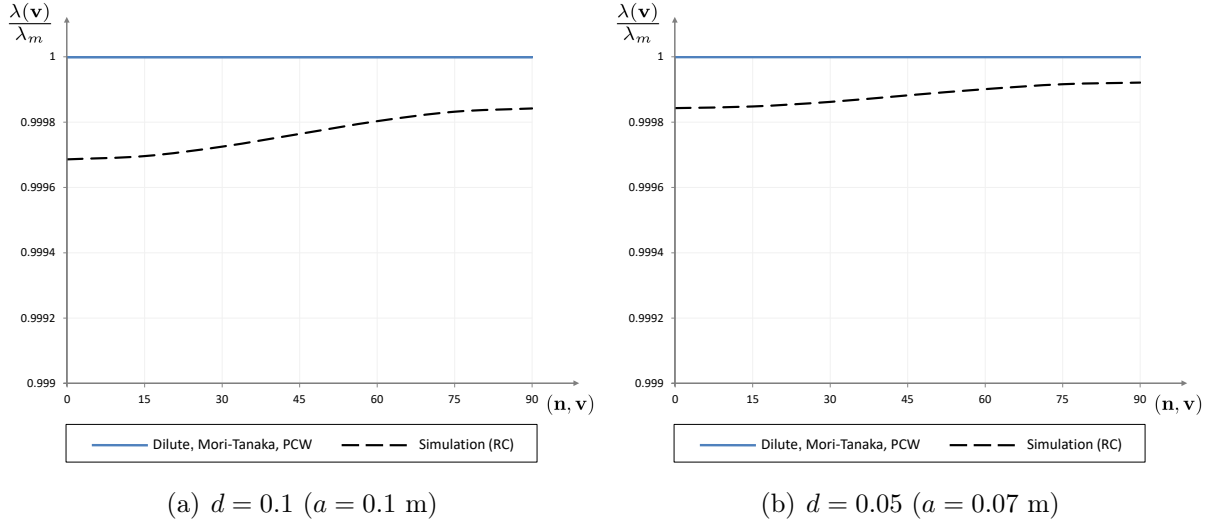 λ(v)
λm
1
0.9998
0.9996
0.9994
0.9992
0.999
0 15 30 45 60 75 90 (n, v)
Dilute, Mori-Tanaka, PCW Simulation (RC)
(a) d = 0.1 (a = 0.1 m)
λ(v)
λm
1
0.9998
0.9996
0.9994
0.9992
0.999
0 15 30 45 60 75 90 (n, v)
Dilute, Mori-Tanaka, PCW Simulation (RC)
(b) d = 0.05 (a = 0.07 m)